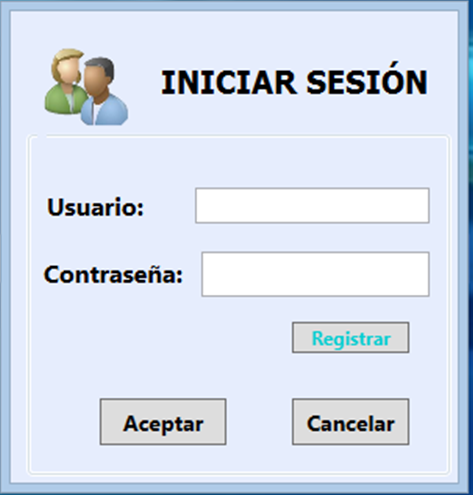 INICIAR SESIÓN
Usuario:
Contraseña:
Registrar
Aceptar
Cancelar